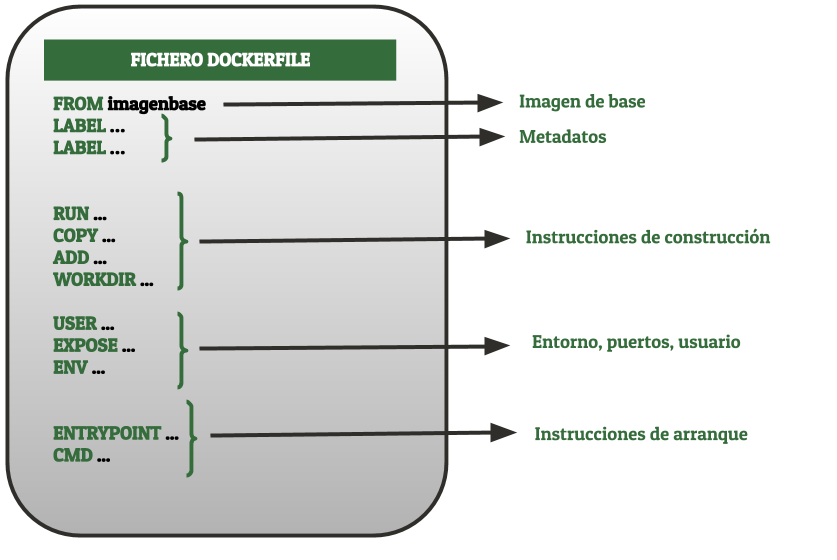 FICHERO DOCKERFILE
FROM imagenbase
Imagen de base
LABEL ...
LABEL ...
Metadatos
RUN ...
COPY ...
ADD ...
WORKDIR ...
Instrucciones de construcción
USER ...
EXPOSE ...
ENV ...
Entorno, puertos, usuario
ENTRYPOINT ...
CMD ...
Instrucciones de arranque